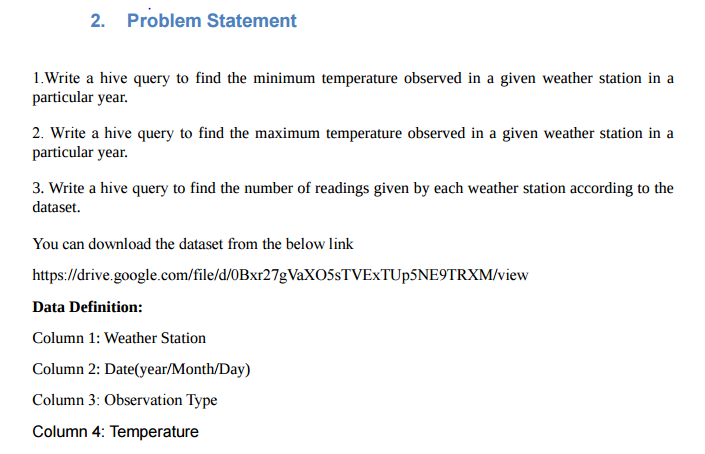 2. Problem Statement
1.Write a hive query to find the minimum temperature observed in a given weather station in a
particular year.
2. Write a hive query to find the maximum temperature observed in a given weather station in a
particular year.
3. Write a hive query to find the number of readings given by each weather station according to the
dataset.
You can download the dataset from the below link
https://drive.google.com/file/d/0Bxr27gVaXO5sTVExTUp5NE9TRXM/view
Data Definition:
Column 1: Weather Station
Column 2: Date(year/Month/Day)
Column 3: Observation Type
Column 4: Temperature